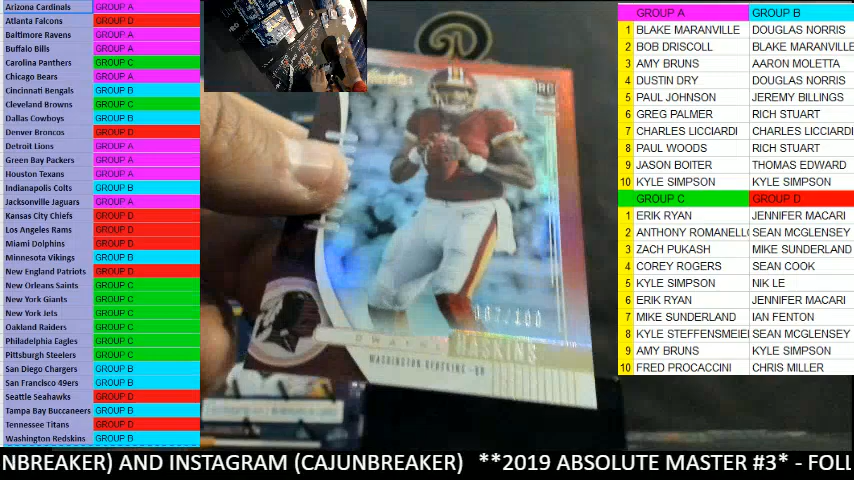 Arizona Cardinals GROUP A
Atlanta Falcons GROUP D
Baltimore Ravens GROUP A
Buffalo Bills GROUP A
Carolina Panthers GROUP C
Chicago Bears GROUP A
Cincinnati Bengals GROUP B
Cleveland Browns GROUP C
Dallas Cowboys GROUP B
Denver Broncos GROUP D
Detroit Lions GROUP A
Green Bay Packers GROUP A
Houston Texans GROUP A
Indianapolis Colts GROUP B
Jacksonville Jaguars GROUP A
Kansas City Chiefs GROUP D
Los Angeles Rams GROUP D
Miami Dolphins GROUP D
Minnesota Vikings GROUP B
New England Patriots GROUP D
New Orleans Saints GROUP C
New York Giants GROUP C
New York Jets GROUP C
Oakland Raiders GROUP C
Philadelphia Eagles GROUP C
Pittsburgh Steelers GROUP C
San Diego Chargers GROUP B
San Francisco 49ers GROUP B
Seattle Seahawks GROUP D
Tampa Bay Buccaneers GROUP B
Tennessee Titans GROUP D
Washington Redskins GROUP B
DWAYNE HASKINS
WASHINGTON REDSKINS - QB
GROUP A GROUP B
1 BLAKE MARANVILLE DOUGLAS NORRIS
2 BOB DRISCOLL BLAKE MARANVILLE
3 AMY BRUNS AARON MOLETTA
4 DUSTIN DRY DOUGLAS NORRIS
5 PAUL JOHNSON JEREMY BILLINGS
6 GREG PALMER RICH STUART
7 CHARLES LICCIARDI CHARLES LICCIARDI
8 PAUL WOODS RICH STUART
9 JASON BOITER THOMAS EDWARD
10 KYLE SIMPSON KYLE SIMPSON
GROUP C GROUP D
1 ERIK RYAN JENNIFER MACARI
2 ANTHONY ROMANELLO SEAN MCGLENSEY
3 ZACH PUKASH MIKE SUNDERLAND
4 COREY ROGERS SEAN COOK
5 KYLE SIMPSON NIK LE
6 ERIK RYAN JENNIFER MACARI
7 MIKE SUNDERLAND IAN FENTON
8 KYLE STEFFENSMEIER SEAN MCGLENSEY
9 AMY BRUNS KYLE SIMPSON
10 FRED PROCACCINI CHRIS MILLER
NBREAKER) AND INSTAGRAM (CAJUNBREAKER) **2019 ABSOLUTE MASTER #3* - FOLL